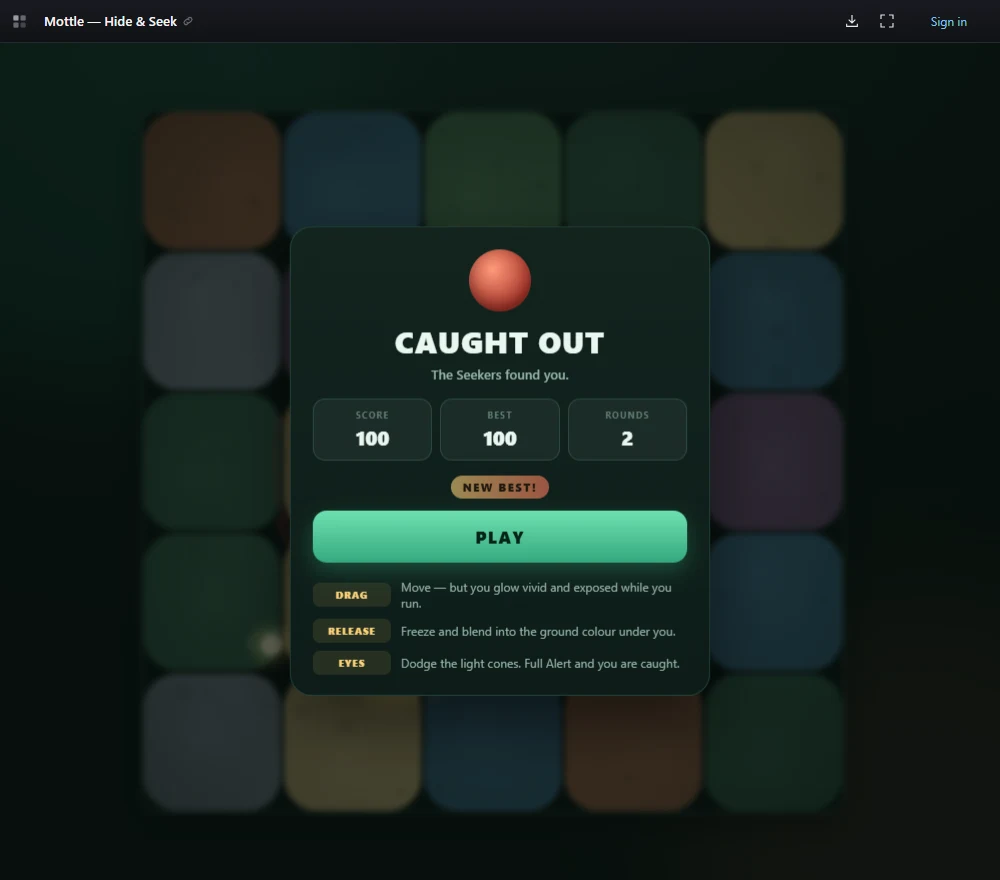 Mottle — Hide & Seek
Sign in
CAUGHT OUT
The Seekers found you.
SCORE
100
BEST
100
ROUNDS
2
NEW BEST!
PLAY
DRAG
Move — but you glow vivid and exposed while you
run.
RELEASE
Freeze and blend into the ground colour under you.
EYES
Dodge the light cones. Full Alert and you are caught.